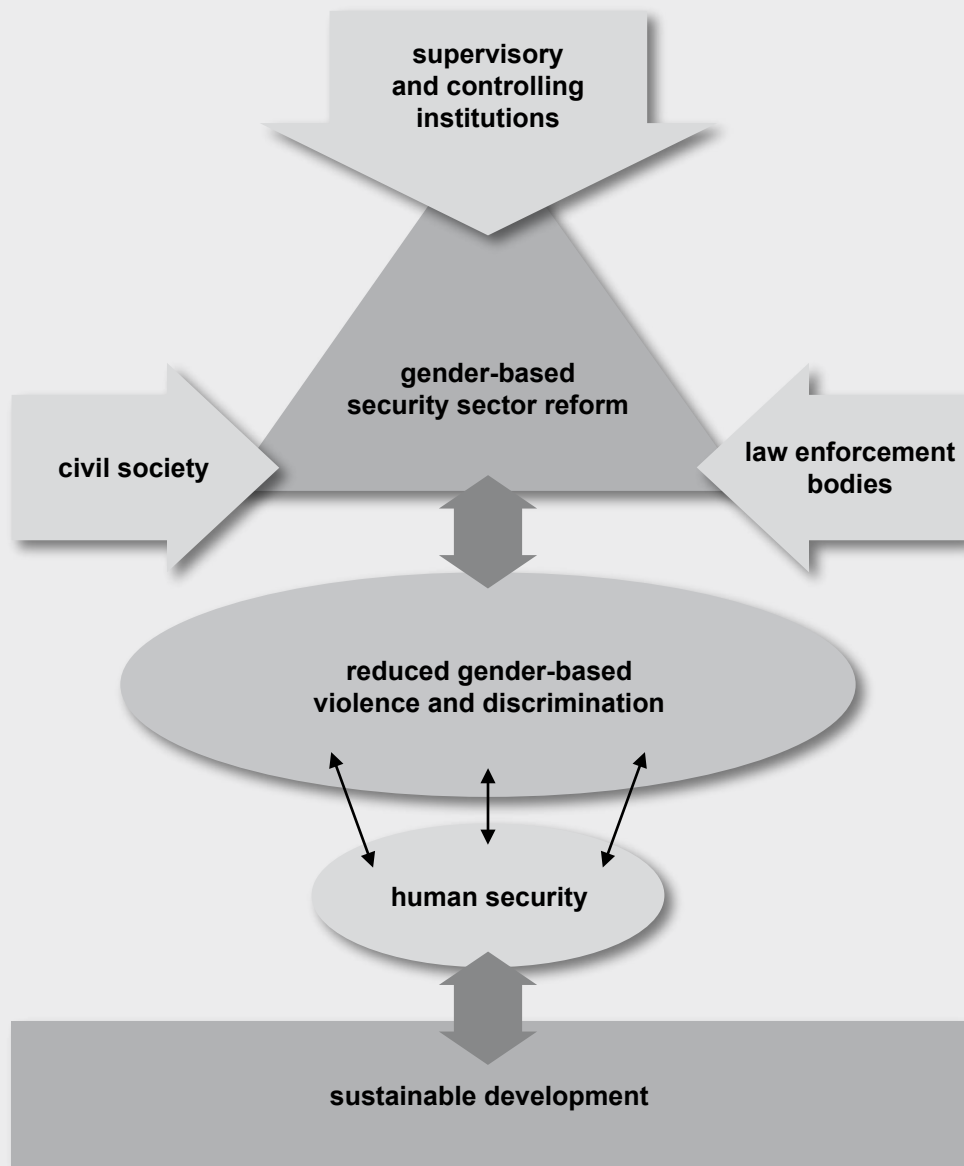 supervisory
and controlling
institutions
gender-based
security sector reform
civil society
law enforcement
bodies
reduced gender-based
violence and discrimination
human security
sustainable development